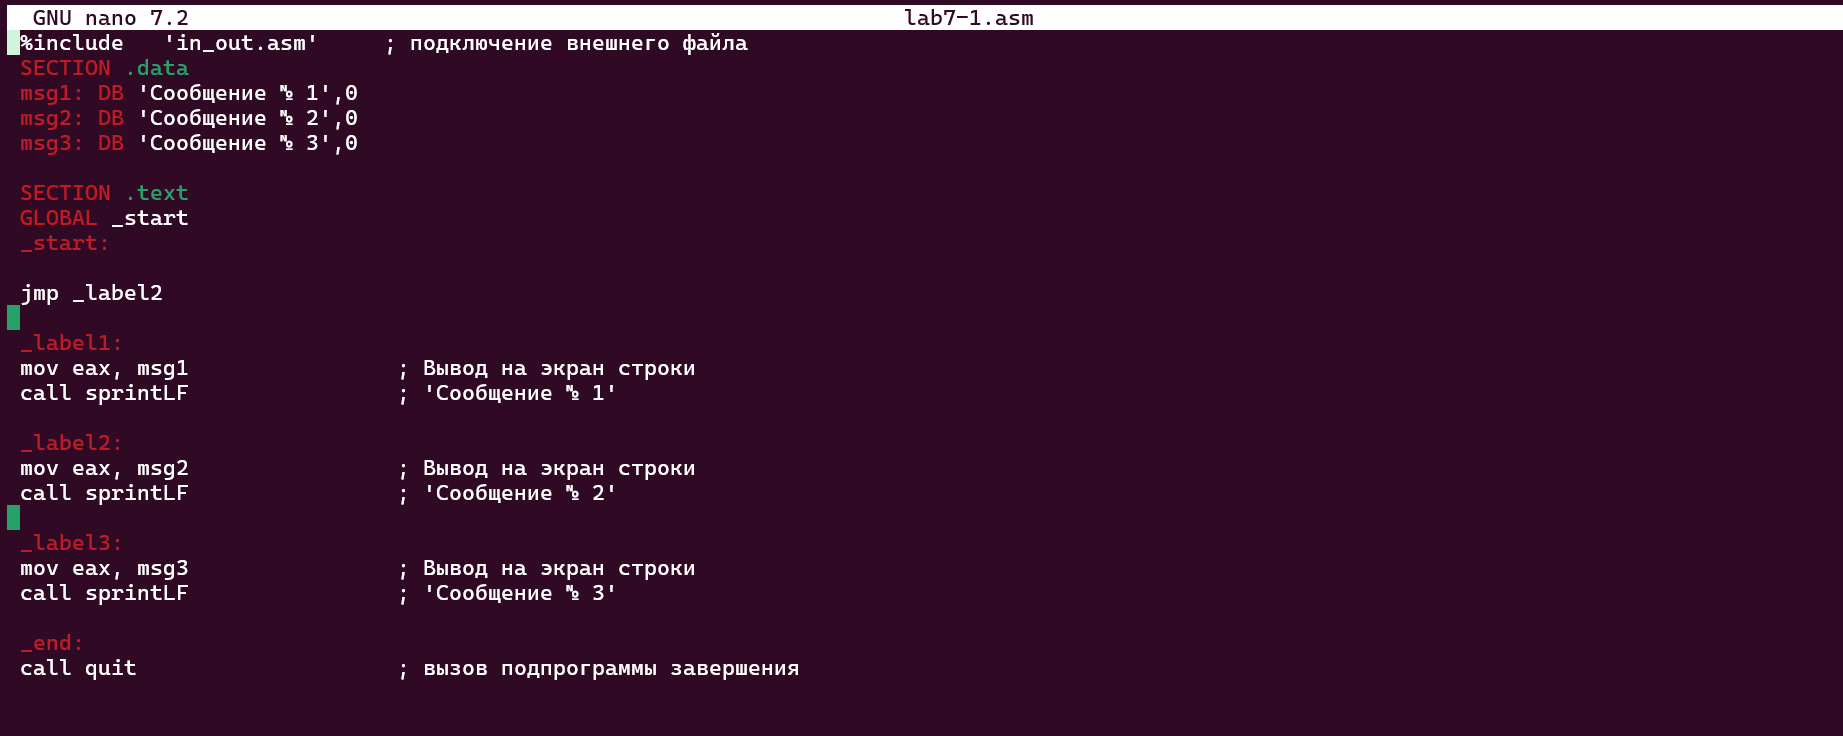 GNU nano 7.2 lab7-1.asm
%include 'in_out.asm' ; подключение внешнего файла
SECTION .data
msg1: DB 'Сообщение № 1',0
msg2: DB 'Сообщение № 2',0
msg3: DB 'Сообщение № 3',0
SECTION .text
GLOBAL _start
_start:
jmp _label2
_label1:
mov eax, msg1 ; Вывод на экран строки
call sprintLF ; 'Сообщение № 1'
_label2:
mov eax, msg2 ; Вывод на экран строки
call sprintLF ; 'Сообщение № 2'
_label3:
mov eax, msg3 ; Вывод на экран строки
call sprintLF ; 'Сообщение № 3'
_end:
call quit ; вызов подпрограммы завершения